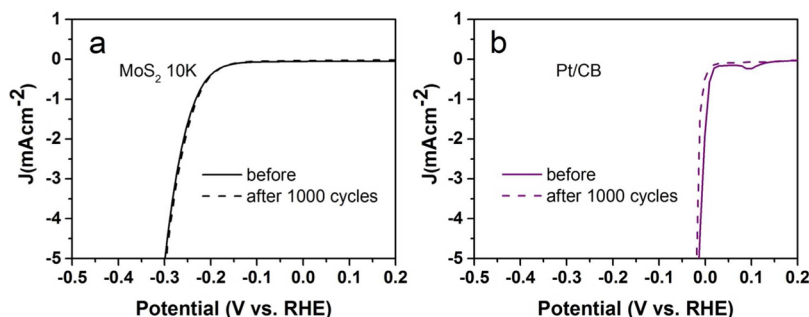 a
MoS₂ 10K
before
after 1000 cycles
J(mAcm⁻²)
0
-1
-2
-3
-4
-5
-0.5 -0.4 -0.3 -0.2 -0.1 0.0 0.1 0.2
Potential (V vs. RHE)
b
Pt/CB
before
after 1000 cycles
J(mAcm⁻²)
0
-1
-2
-3
-4
-5
-0.5 -0.4 -0.3 -0.2 -0.1 0.0 0.1 0.2
Potential (V vs. RHE)